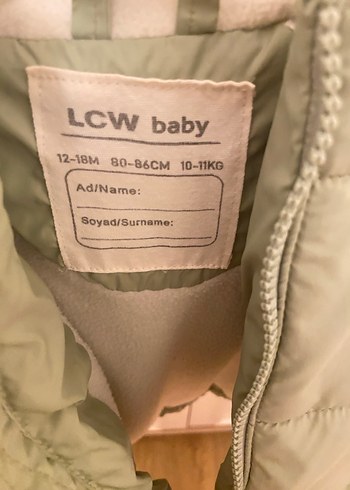 LCW baby
12-18M 80-86CM 10-11KG
Ad/Name:
Soyad/Surname: